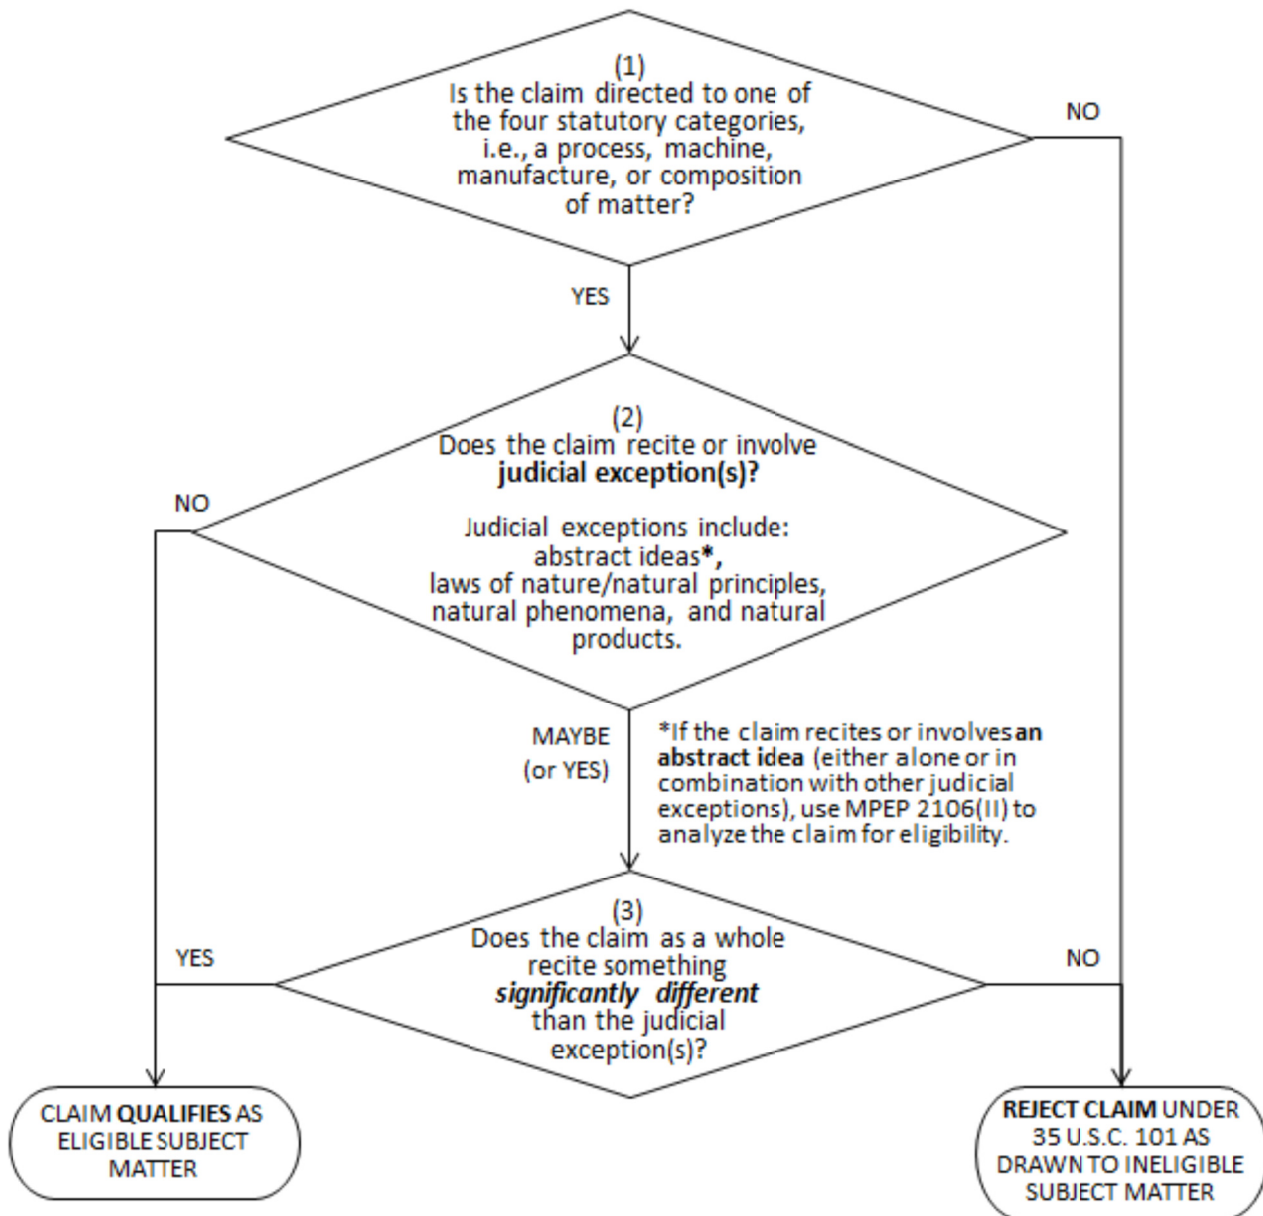 (1)
Is the claim directed to one of
the four statutory categories,
i.e., a process, machine,
manufacture, or composition
of matter?
NO
YES
(2)
Does the claim recite or involve
judicial exception(s)?
NO
Judicial exceptions include:
abstract ideas*,
laws of nature/natural principles,
natural phenomena, and natural
products.
MAYBE
(or YES)
*If the claim recites or involves an
abstract idea (either alone or in
combination with other judicial
exceptions), use MPEP 2106(II) to
analyze the claim for eligibility.
(3)
Does the claim as a whole
recite something
significantly different
than the judicial
exception(s)?
YES
NO
CLAIM QUALIFIES AS
ELIGIBLE SUBJECT
MATTER
REJECT CLAIM UNDER
35 U.S.C. 101 AS
DRAWN TO INELIGIBLE
SUBJECT MATTER